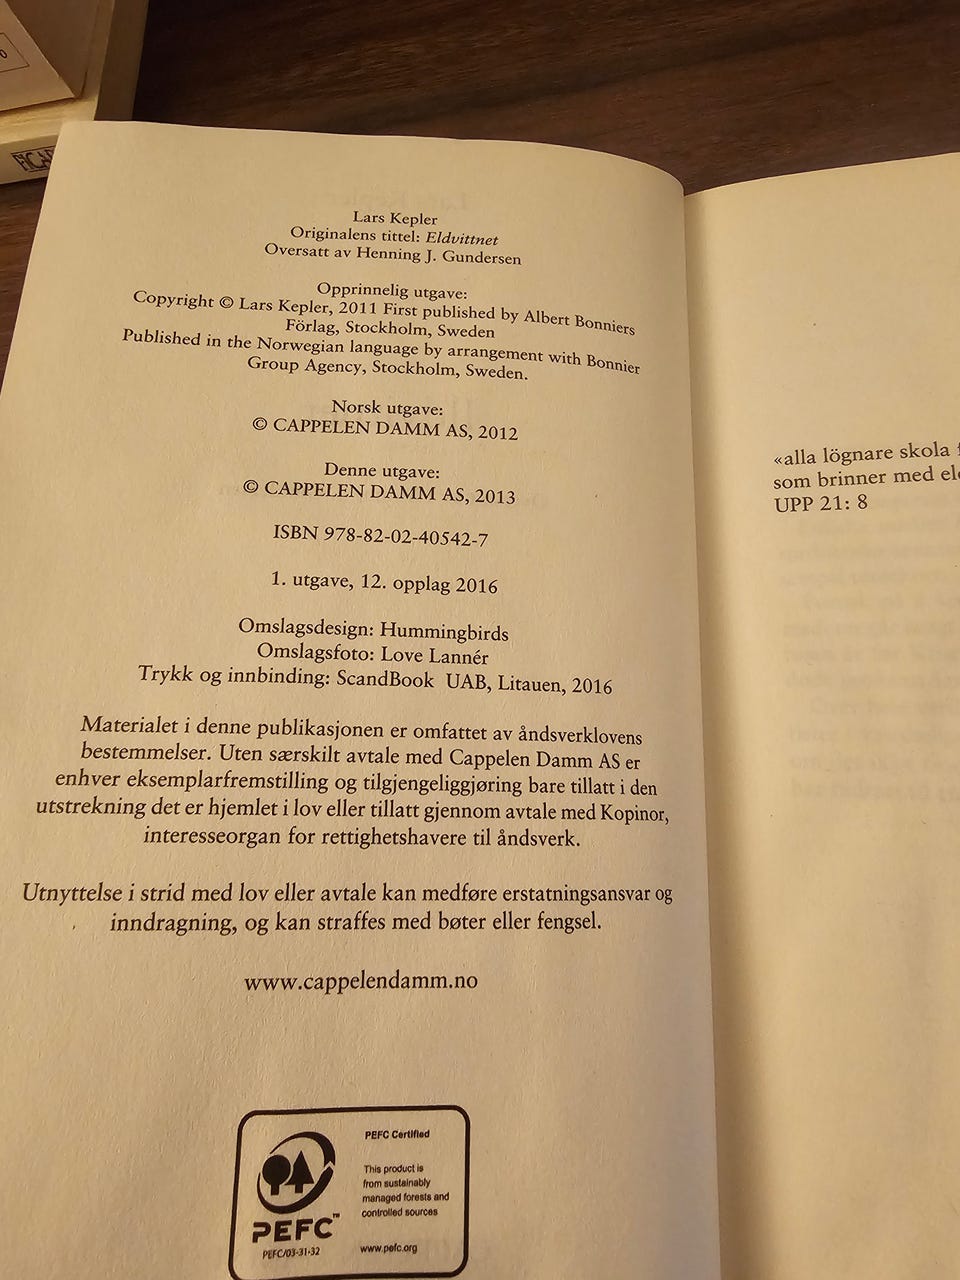 Lars Kepler
Originalens tittel: Eldvittnet
Oversatt av Henning J. Gundersen
Opprinnelig utgave:
Copyright © Lars Kepler, 2011 First published by Albert Bonniers
Förlag, Stockholm, Sweden
Published in the Norwegian language by arrangement with Bonnier
Group Agency, Stockholm, Sweden.
Norsk utgave:
© CAPPELEN DAMM AS, 2012
Denne utgave:
© CAPPELEN DAMM AS, 2013
ISBN 978-82-02-40542-7
1. utgave, 12. opplag 2016
Omslagsdesign: Hummingbirds
Omslagsfoto: Love Lannér
Trykk og innbinding: ScandBook UAB, Litauen, 2016
Materialet i denne publikasjonen er omfattet av åndsverklovens
bestemmelser. Uten særskilt avtale med Cappelen Damm AS er
enhver eksemplarfremstilling og tilgjengeliggjøring bare tillatt i den
utstrekning det er hjemlet i lov eller tillatt gjennom avtale med Kopinor,
interesseorgan for rettighetshavere til åndsverk.
Utnyttelse i strid med lov eller avtale kan medføre erstatningsansvar og
inndragning, og kan straffes med bøter eller fengsel.
www.cappelendamm.no
PEFC Certified
This product is
from sustainably
managed forests and
controlled sources
www.pefc.org
PEFC™
PEFC/03-31-32
«alla lögnare skola
som brinner med
UPP 21: 8